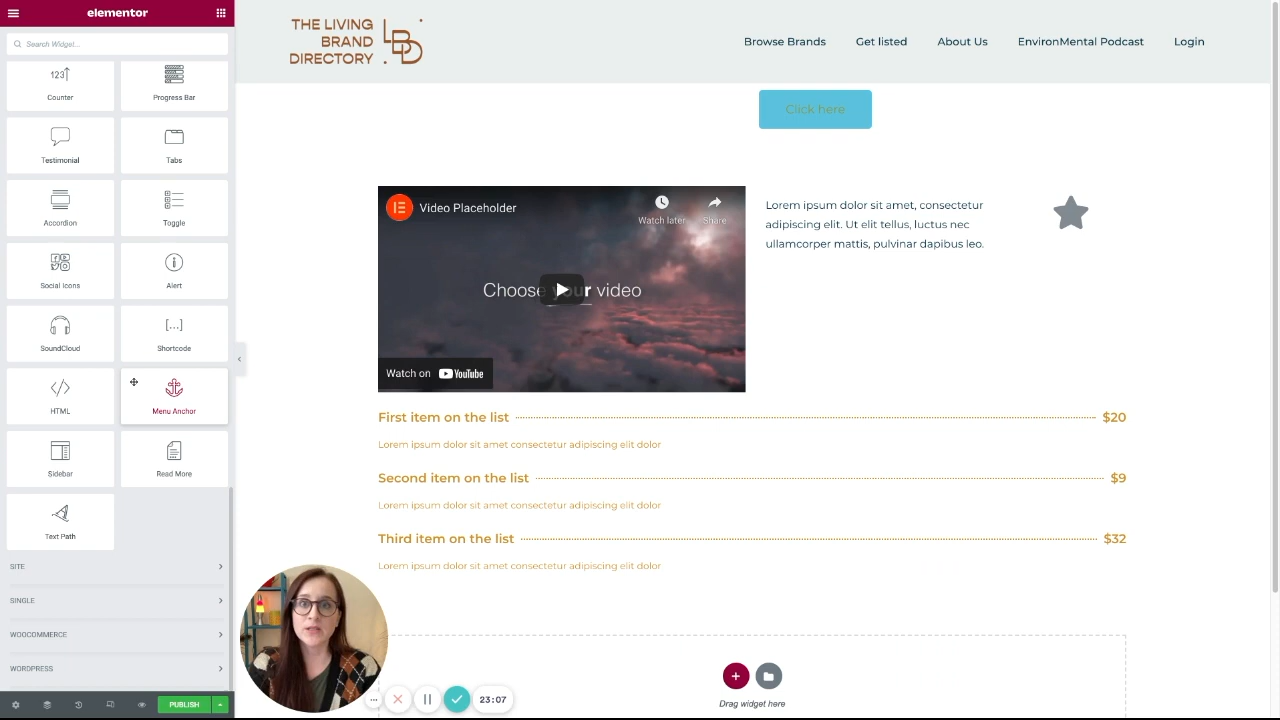 elementor
Search Widget...
123
Counter
Progress Bar
Testimonial
Tabs
Accordion
Toggle
Social Icons
Alert
SoundCloud
[...]
Shortcode
</>
HTML
Menu Anchor
Sidebar
Read More
Text Path
SITE
SINGLE
WOOCOMMERCE
WORDPRESS
PUBLISH
THE LIVING
BRAND
DIRECTORY
LBD
Browse Brands
Get listed
About Us
EnvironMental Podcast
Login
Click here
Video Placeholder
Watch later
Share
Choose your video
Watch on YouTube
Lorem ipsum dolor sit amet, consectetur
adipiscing elit. Ut elit tellus, luctus nec
ullamcorper mattis, pulvinar dapibus leo.
First item on the list $20
Lorem ipsum dolor sit amet consectetur adipiscing elit dolor
Second item on the list $9
Lorem ipsum dolor sit amet consectetur adipiscing elit dolor
Third item on the list $32
Lorem ipsum dolor sit amet consectetur adipiscing elit dolor
Drag widget here
23:07